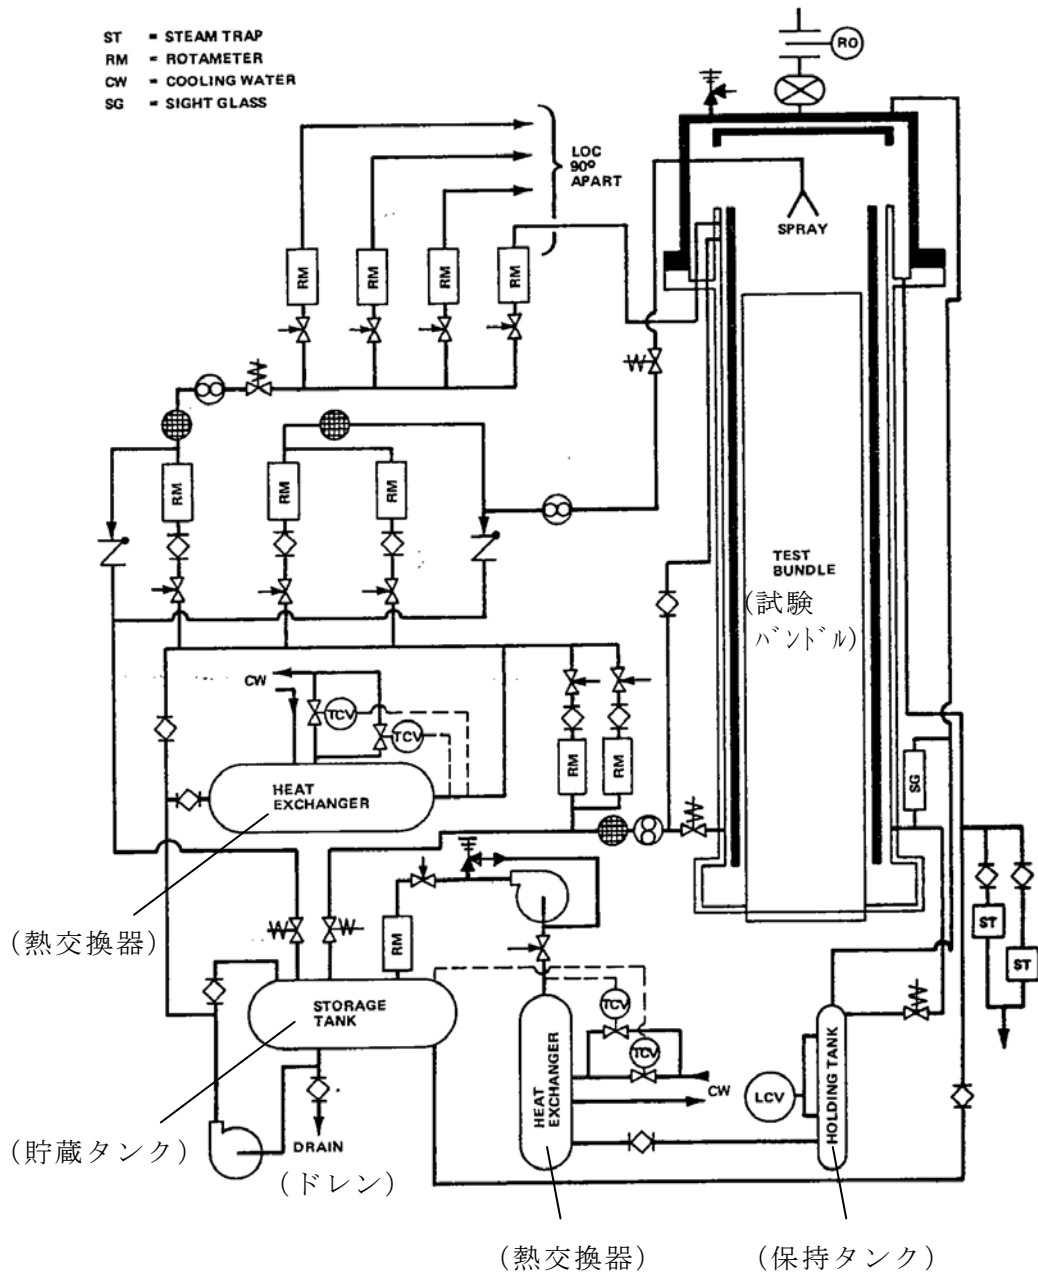 ST = STEAM TRAP
RM = ROTAMETER
CW = COOLING WATER
SG = SIGHT GLASS
RO
LOC
90°
APART
SPRAY
RM
RM
RM
RM
RM
RM
RM
TEST
BUNDLE
(試験
バンドル)
CW
TCV
TCV
HEAT
EXCHANGER
RM
RM
SG
(熱交換器)
RM
ST
ST
STORAGE
TANK
TCV
TCV
HEAT
EXCHANGER
CW
LCV
HOLDING TANK
DRAIN
(貯蔵タンク)
(ドレン)
(熱交換器)
(保持タンク)